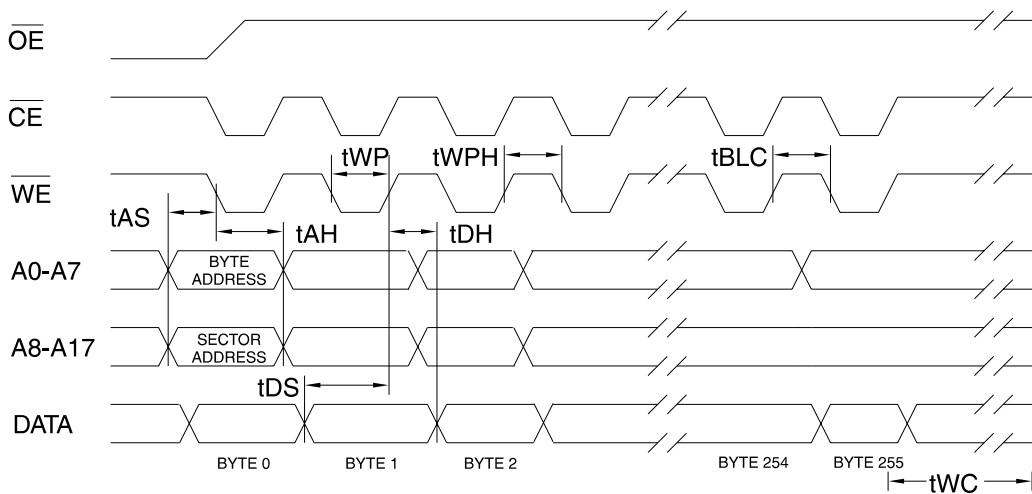 OE
CE
tWP tWPH tBLC
WE
tAS
tAH tDH
A0-A7 BYTE
ADDRESS
A8-A17 SECTOR
ADDRESS
tDS
DATA
BYTE 0 BYTE 1 BYTE 2 BYTE 254 BYTE 255
tWC